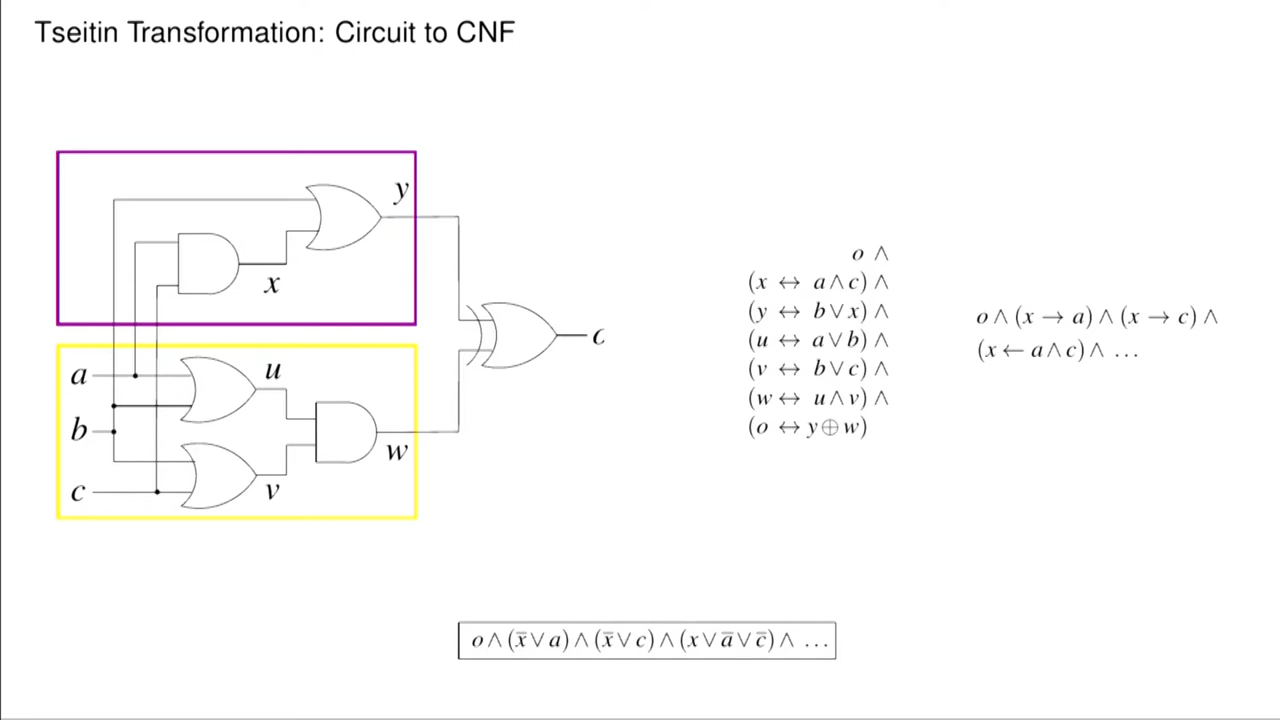 Tseitin Transformation: Circuit to CNF
y
x
a
u
b
w
c
v
o ∧
(x ↔ a∧c) ∧
(y ↔ b∨x) ∧
(u ↔ a∨b) ∧
(v ↔ b∨c) ∧
(w ↔ u∧v) ∧
(o ↔ y⊕w)
o ∧ (x → a) ∧ (x → c) ∧
(x ← a∧c) ∧ …
o ∧ (x̅ ∨ a) ∧ (x̅ ∨ c) ∧ (x ∨ a̅ ∨ c̅) ∧ …